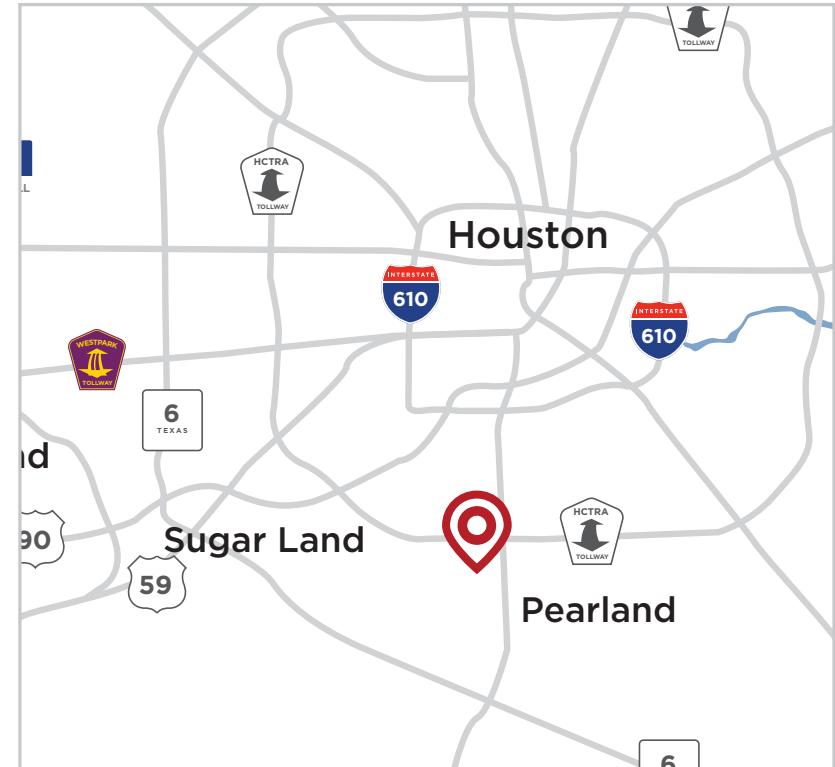 TOLLWAY
HCTRA
TOLLWAY
Houston
INTERSTATE
610
INTERSTATE
610
WESTPARK
TOLLWAY
6
TEXAS
90
Sugar Land
HCTRA
TOLLWAY
59
Pearland
6